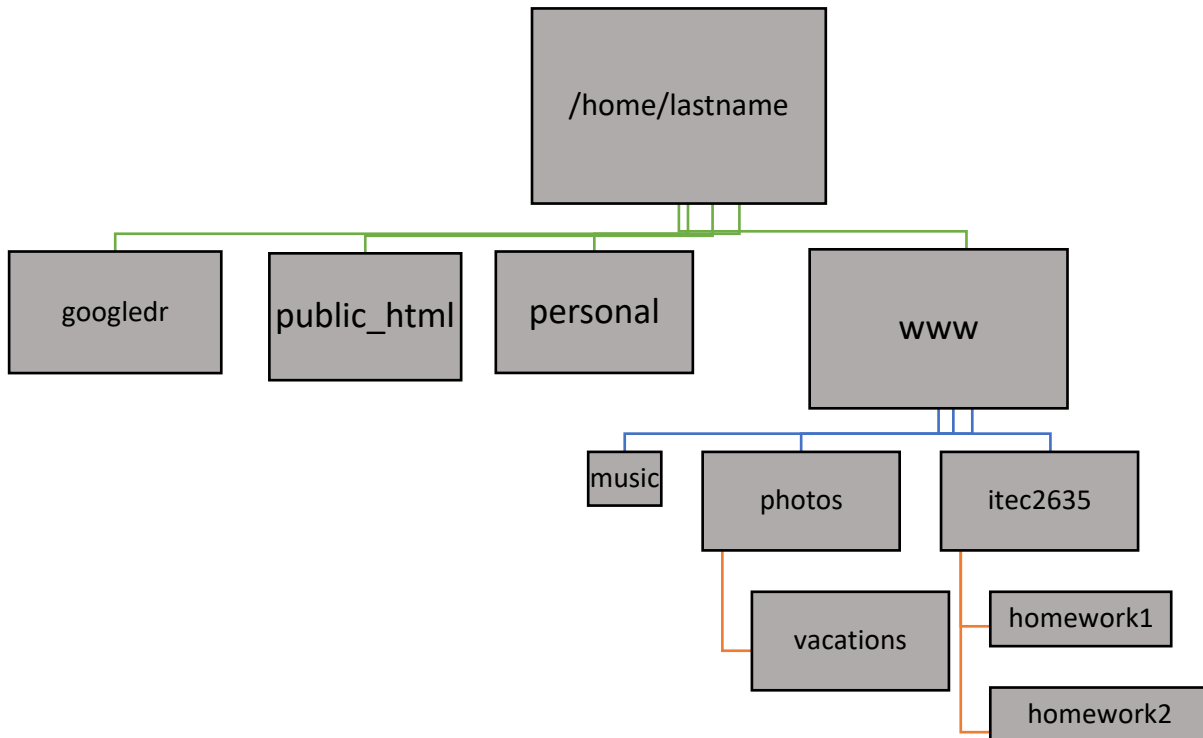 /home/lastname
googledr
public_html
personal
www
music
photos
itec2635
vacations
homework1
homework2